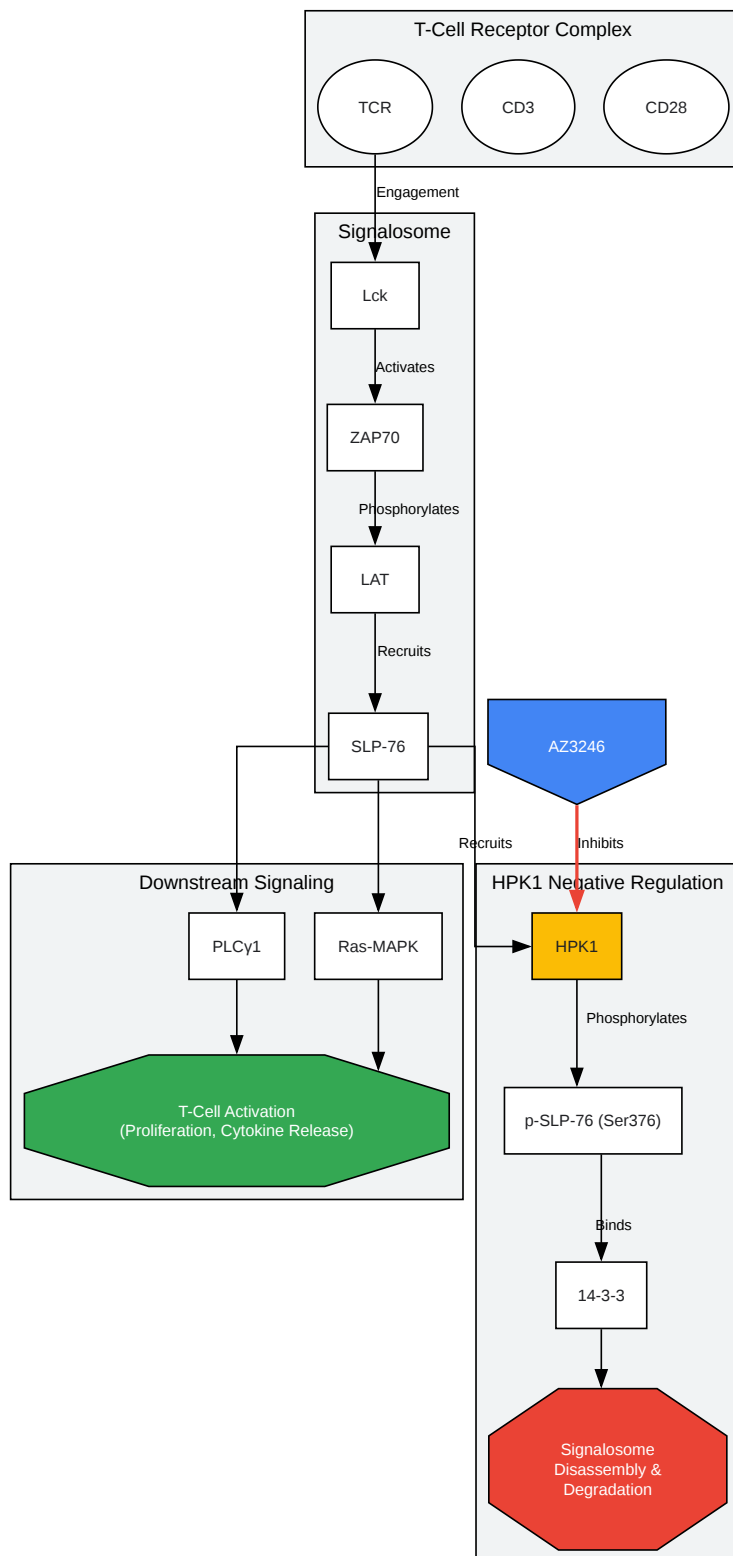 T-Cell Receptor Complex
TCR
CD3
CD28
Engagement
Signalosome
Lck
Activates
ZAP70
Phosphorylates
LAT
Recruits
SLP-76
AZ3246
Recruits
Inhibits
Downstream Signaling
HPK1 Negative Regulation
PLCγ1
Ras-MAPK
HPK1
Phosphorylates
T-Cell Activation
(Proliferation, Cytokine Release)
p-SLP-76 (Ser376)
Binds
14-3-3
Signalosome
Disassembly &
Degradation